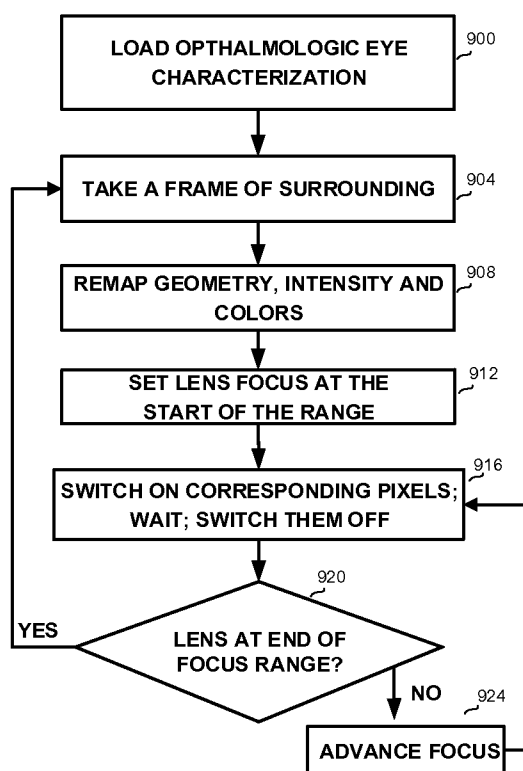 LOAD OPTHALMOLOGIC EYE
CHARACTERIZATION
900
TAKE A FRAME OF SURROUNDING
904
REMAP GEOMETRY, INTENSITY AND
COLORS
908
SET LENS FOCUS AT THE
START OF THE RANGE
912
SWITCH ON CORRESPONDING PIXELS;
WAIT; SWITCH THEM OFF
916
920
LENS AT END OF
FOCUS RANGE?
YES
NO
924
ADVANCE FOCUS